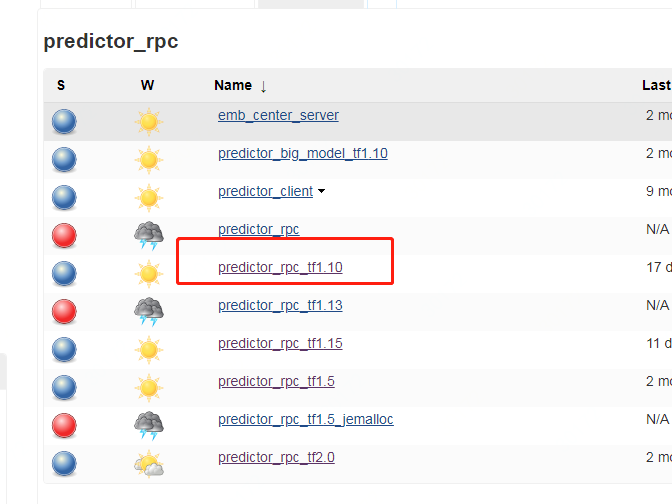 predictor_rpc
S W Name ↓ Last
emb_center_server 2 mo
predictor_big_model_tf1.10 2 mo
predictor_client 9 mo
predictor_rpc N/A
predictor_rpc_tf1.10 17 d
predictor_rpc_tf1.13 N/A
predictor_rpc_tf1.15 11 d
predictor_rpc_tf1.5 2 mo
predictor_rpc_tf1.5_jemalloc N/A
predictor_rpc_tf2.0 2 mo